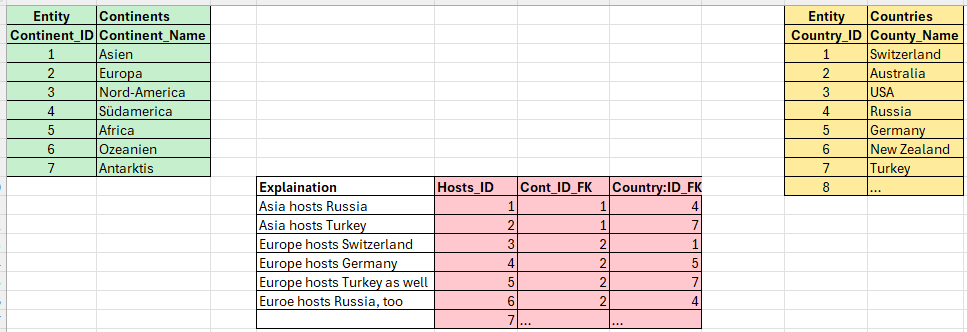 Entity Continents
Continent_ID Continent_Name
1 Asien
2 Europa
3 Nord-America
4 Südamerica
5 Africa
6 Ozeanien
7 Antarktis
Explaination Hosts_ID Cont_ID_FK Country:ID_FK
Asia hosts Russia 1 1 4
Asia hosts Turkey 2 1 7
Europe hosts Switzerland 3 2 1
Europe hosts Germany 4 2 5
Europe hosts Turkey as well 5 2 7
Euroe hosts Russia, too 6 2 4
7 ... ...
Entity Countries
Country_ID County_Name
1 Switzerland
2 Australia
3 USA
4 Russia
5 Germany
6 New Zealand
7 Turkey
8 ...